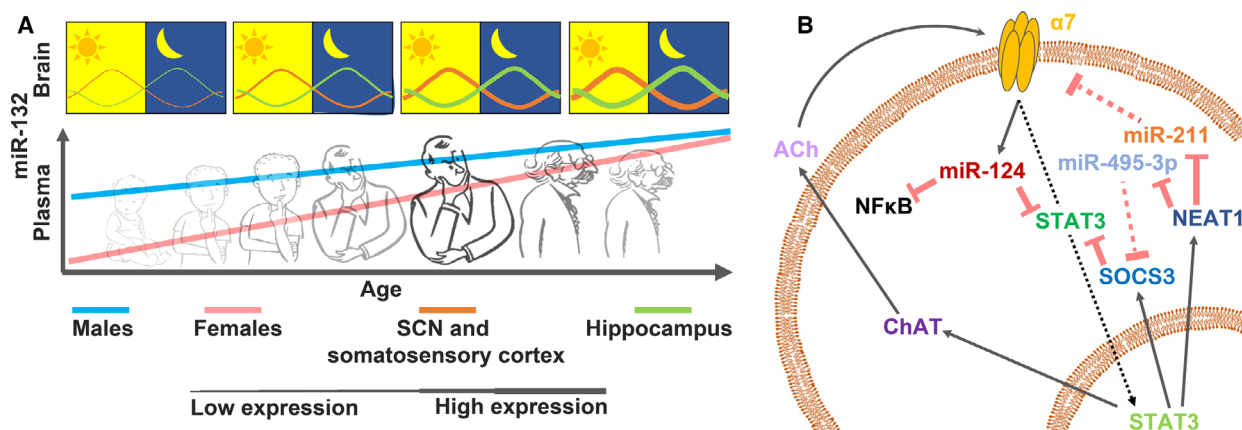 A
miR-132
Brain
Plasma
Age
Males
Females
SCN and
somatosensory cortex
Hippocampus
Low expression
High expression
B
α7
ACh
miR-211
miR-495-3p
miR-124
NFκB
STAT3
NEAT1
SOCS3
ChAT
STAT3